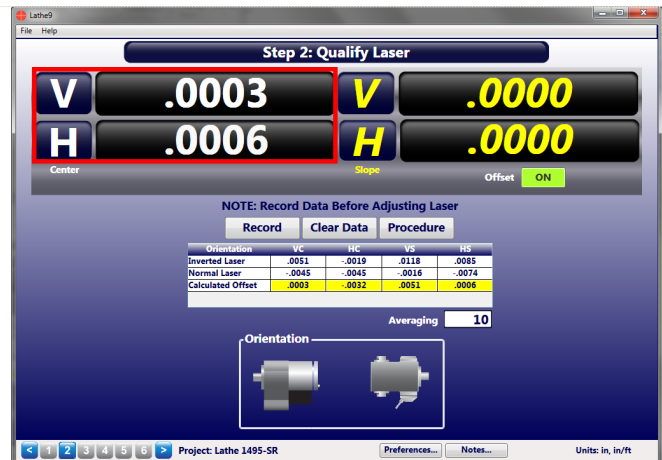 Lathe9
File Help
Step 2: Qualify Laser
V .0003 V .0000
H .0006 H .0000
Center Slope Offset ON
NOTE: Record Data Before Adjusting Laser
Record Clear Data Procedure
Orientation VC HC VS HS
Inverted Laser .0051 -.0019 .0118 .0085
Normal Laser -.0045 -.0045 -.0016 -.0074
Calculated Offset .0003 -.0032 .0051 .0006
Averaging 10
Orientation
< 1 2 3 4 5 6 > Project: Lathe 1495-SR Preferences... Notes... Units: in, in/ft